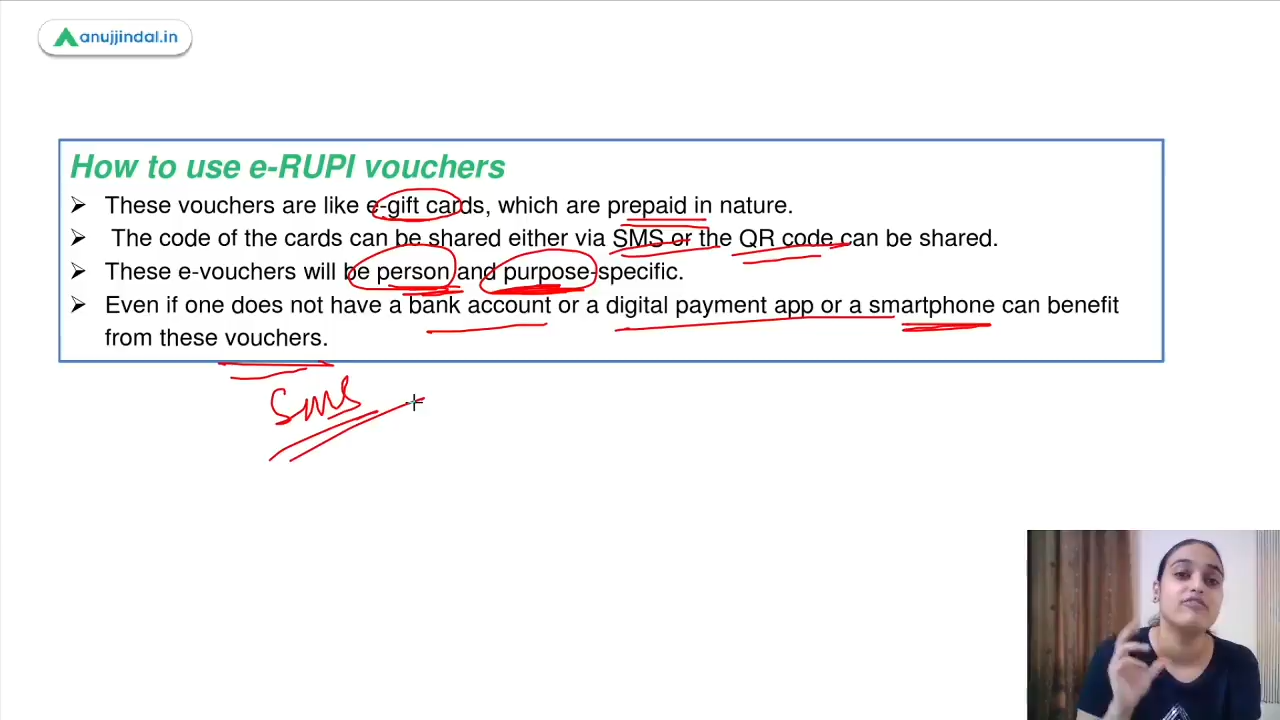 anujjindal.in
How to use e-RUPI vouchers
➢ These vouchers are like e-gift cards, which are prepaid in nature.
➢ The code of the cards can be shared either via SMS or the QR code can be shared.
➢ These e-vouchers will be person and purpose-specific.
➢ Even if one does not have a bank account or a digital payment app or a smartphone can benefit
from these vouchers.
SMS